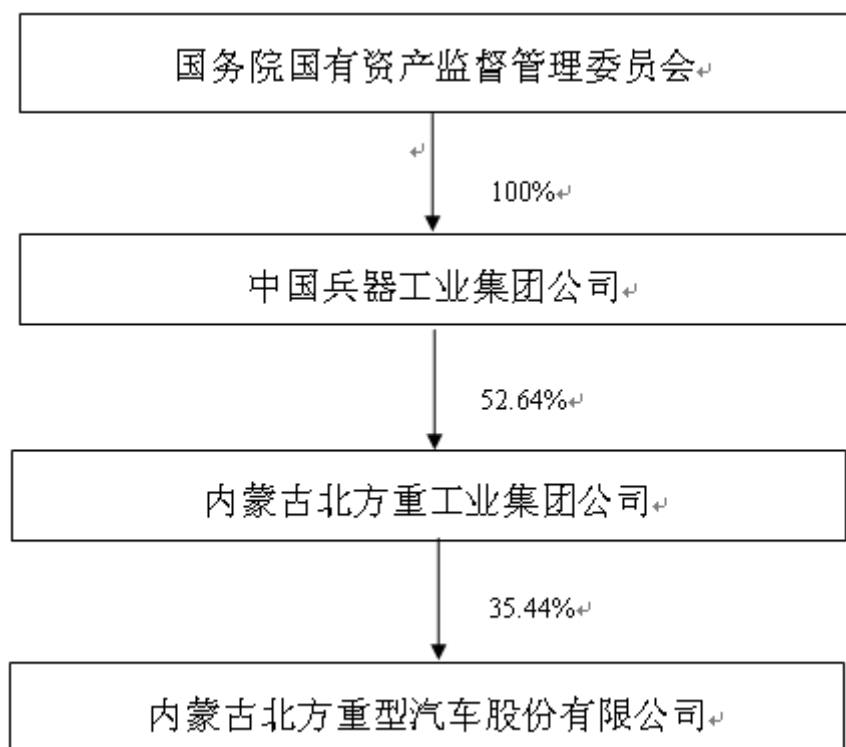 国务院国有资产监督管理委员会↵
↵
100%↵
中国兵器工业集团公司↵
52.64%↵
内蒙古北方重工业集团公司↵
35.44%↵
内蒙古北方重型汽车股份有限公司↵